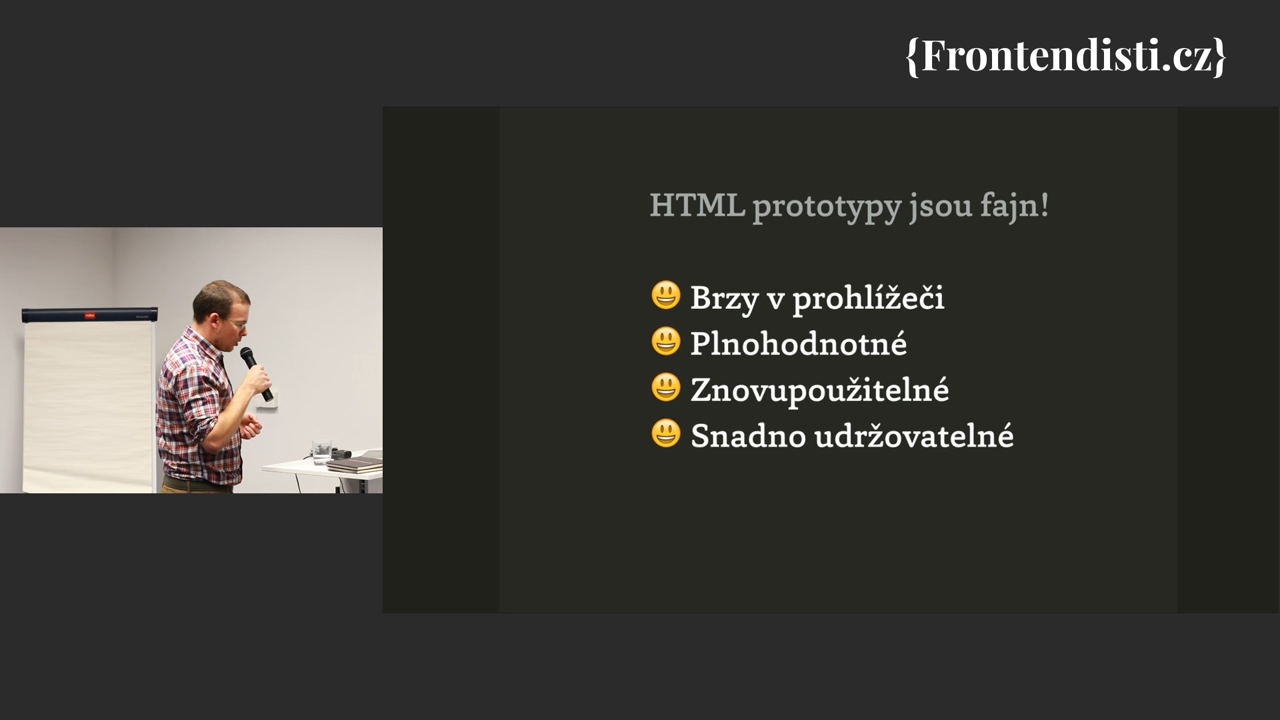 {Frontendisti.cz}
HTML prototypy jsou fajn!
😃 Brzy v prohlížeči
😃 Plnohodnotné
😃 Znovupoužitelné
😃 Snadno udržovatelné